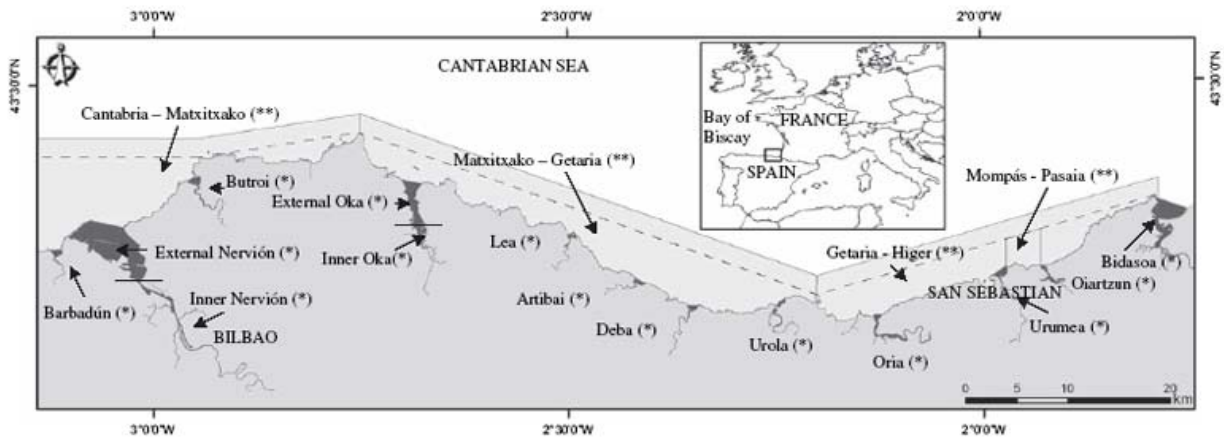 3°0'0"W
2°30'0"W
2°0'0"W
43°30'0"N
43°30'0"N
CANTABRIAN SEA
Bay of
Biscay
FRANCE
SPAIN
Cantabria – Matxitxako (**)
Matxitxako – Getaria (**)
Mompás - Pasaia (**)
Getaria - Higer (**)
Butroi (*)
External Oka (*)
External Nervión (*)
Inner Oka(*)
Lea (*)
Bidasoa(*)
Barbadún (*)
Inner Nervión (*)
Artibai (*)
SAN SEBASTIAN
Oiartzun (*)
BILBAO
Deba (*)
Urola (*)
Oria (*)
Urumea (*)
0 5 10 20
km
3°0'0"W
2°30'0"W
2°0'0"W